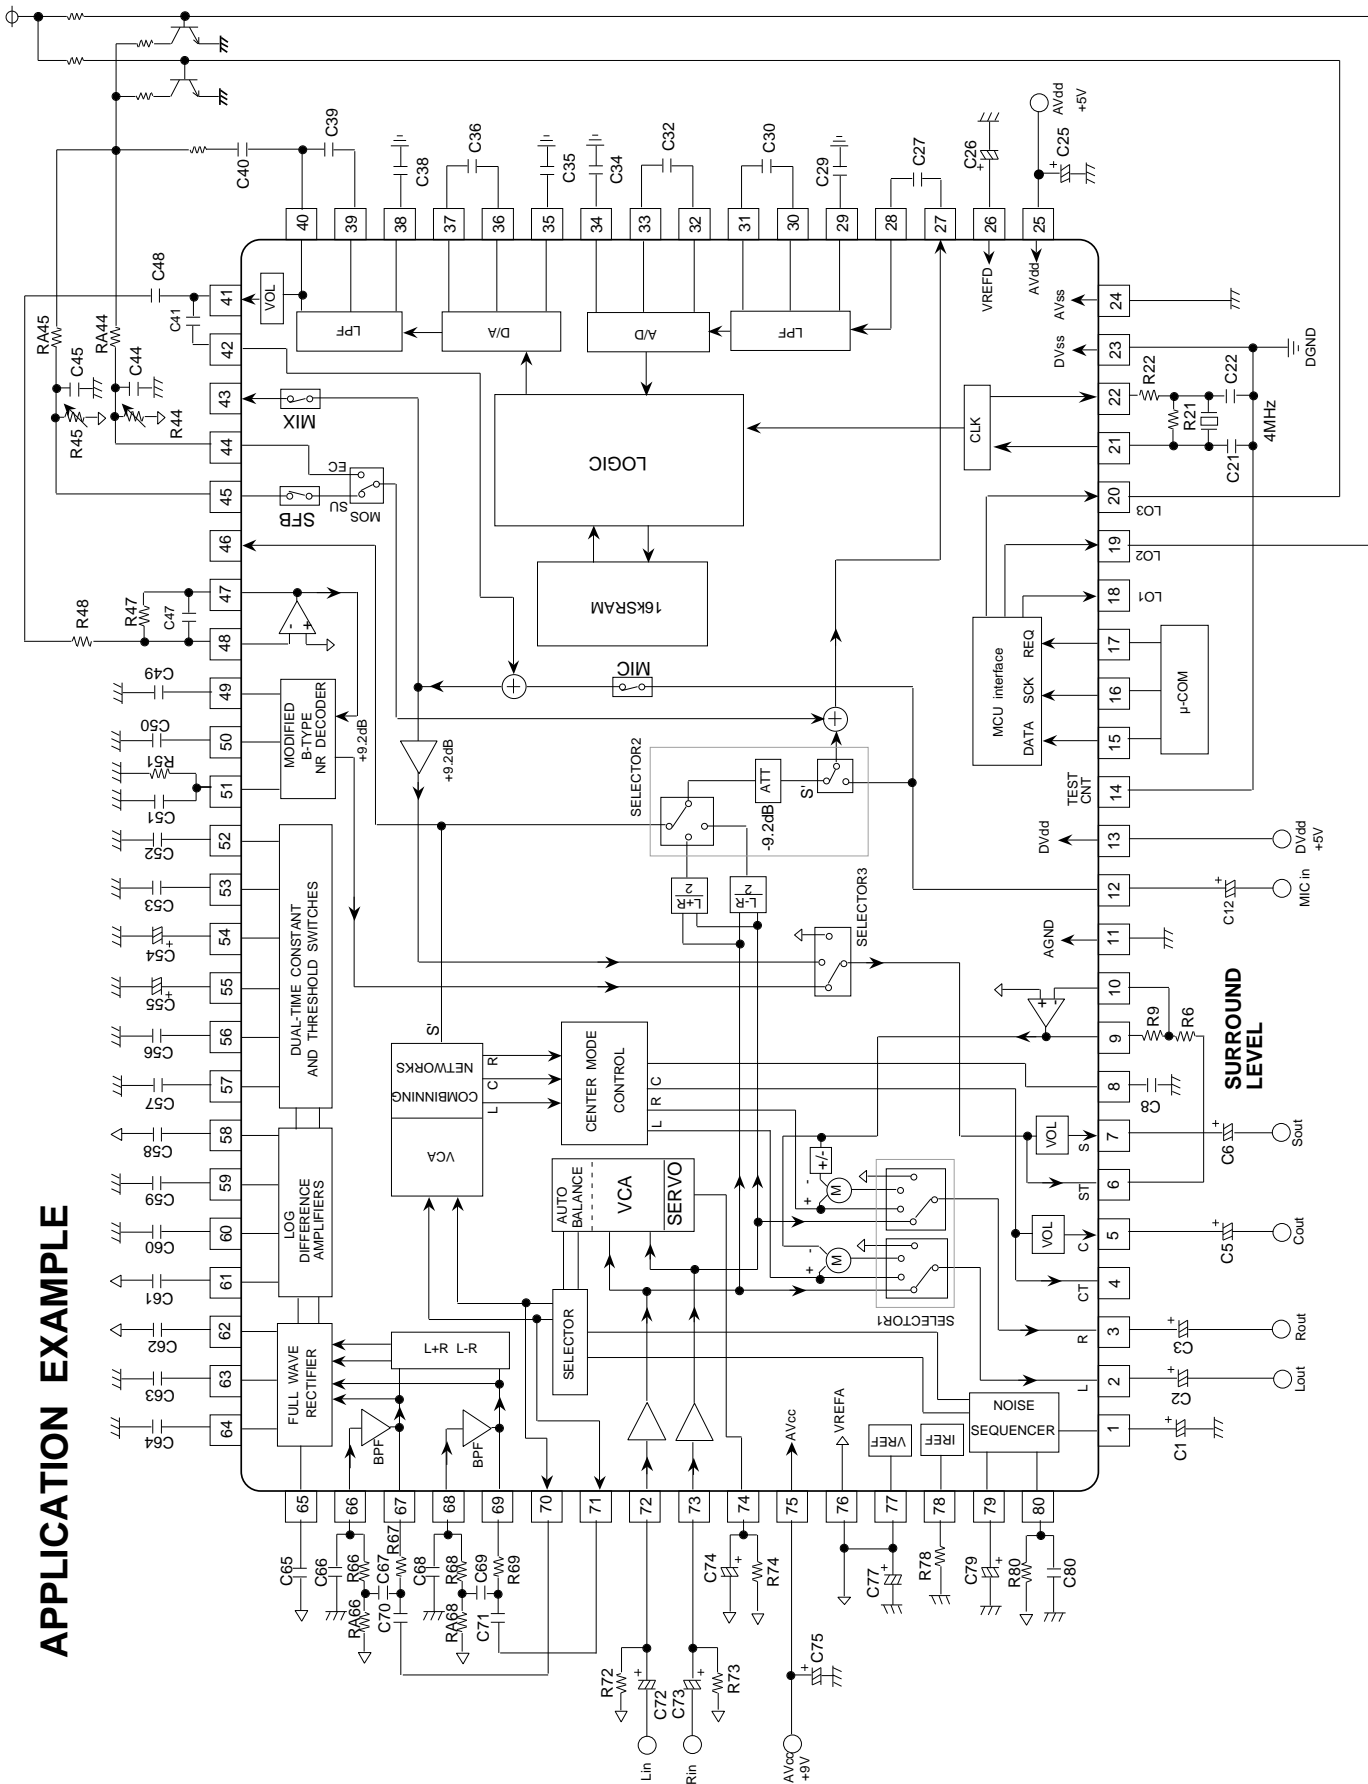 APPLICATION EXAMPLE
C64
C63
C62
C61
C60
C59
C58
C57
C56
C55
+
C54
+
C53
C52
C51
R51
C50
C49
R48
R47
C47
R45
C45
RA45
R44
C44
RA44
C48
C41
C40
C39
C38
C36
C35
C34
C32
C30
C29
C27
C26
+
C25
+
AVdd
+5V
64
63
62
61
60
59
58
57
56
55
54
53
52
51
50
49
48
47
46
45
44
43
42
41
40
39
38
37
36
35
34
33
32
31
30
29
28
27
26
25
FULL WAVE
RECTIFIER
LOG
DIFFERENCE
AMPLIFIERS
DUAL-TIME CONSTANT
AND THRESHOLD SWITCHES
MODIFIED
B-TYPE
NR DECODER
+9.2dB
-
+
SFB
MOS
SU
EC
MIX
VOL
LPF
D/A
A/D
LPF
VREFD
AVdd
BPF
BPF
L+R L-R
SELECTOR
AUTO
BALANCE
VCA
SERVO
VCA
COMBINNING
NETWORKS
S'
L
C
R
CENTER MODE
CONTROL
L
R
C
+9.2dB
MIC
16kSRAM
LOGIC
CLK
SELECTOR2
ATT
-9.2dB
S'
L+R
2
L-R
2
SELECTOR3
SELECTOR1
M
+
-
M
+
-
+/-
+
-
MCU interface
DATA
SCK
REQ
AVcc
VREFA
VREF
IREF
NOISE
SEQUENCER
L
R
CT
VOL
C
ST
VOL
S
AGND
DVdd
TEST
CNT
LO1
LO2
LO3
DVss
AVss
65
66
67
68
69
70
71
72
73
74
75
76
77
78
79
80
1
2
3
4
5
6
7
8
9
10
11
12
13
14
15
16
17
18
19
20
21
22
23
24
C65
C66
R66
RA66
C67
R67
C70
C68
R68
RA68
C69
R69
C71
R72
C72
+
Lin
C73
+
R73
Rin
C74
+
R74
C75
+
AVcc
+9V
C77
+
R78
C79
+
R80
C80
C1
+
C2
+
Lout
C3
+
Rout
C5
+
Cout
C6
+
Sout
C8
R9
R6
SURROUND
LEVEL
C12
+
MIC in
DVdd
+5V
µ-COM
C21
R21
R22
C22
4MHz
DGND